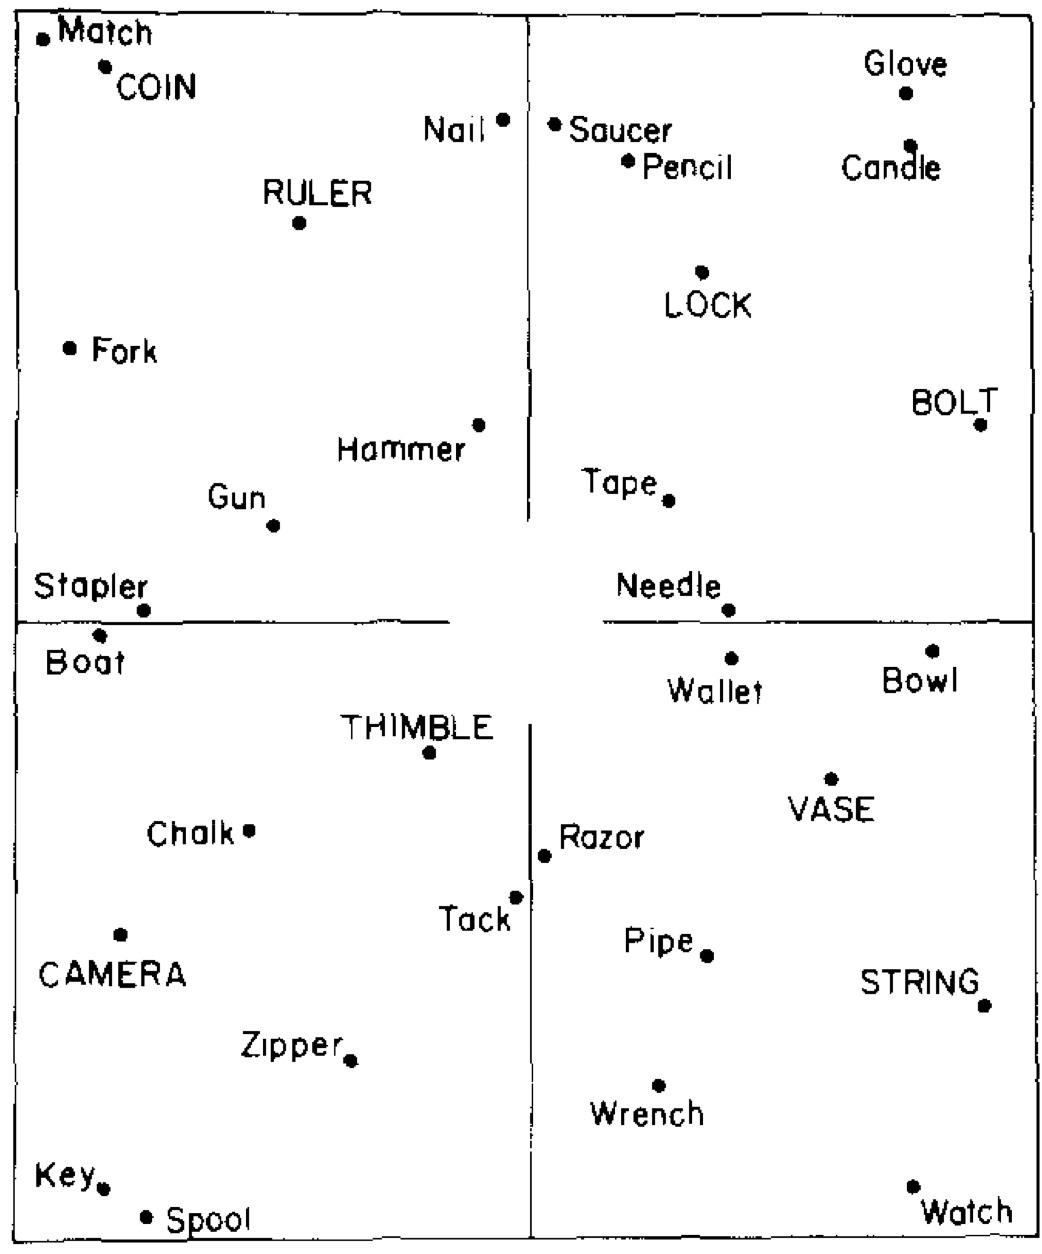 Match
COIN
Glove
Nail
Saucer
Pencil
Candle
RULER
LOCK
Fork
BOLT
Hammer
Tape
Gun
Stapler
Needle
Boat
Wallet
Bowl
THIMBLE
VASE
Chalk
Razor
Tack
Pipe
CAMERA
STRING
Zipper
Wrench
Key
Spool
Watch